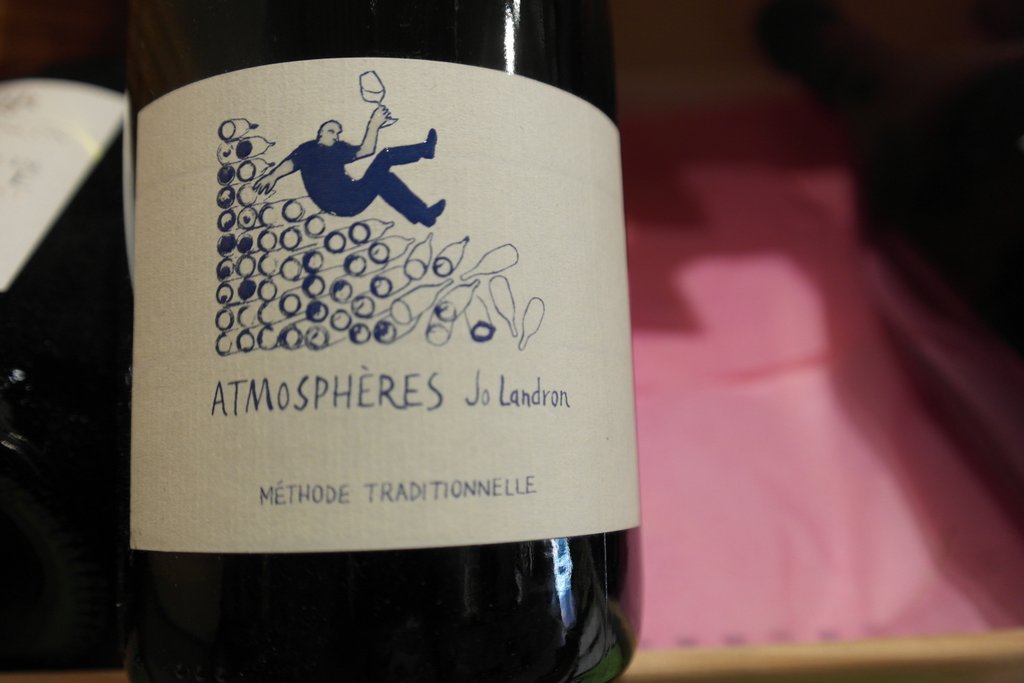 ATMOSPHÈRES Jo Landron
MÉTHODE TRADITIONNELLE